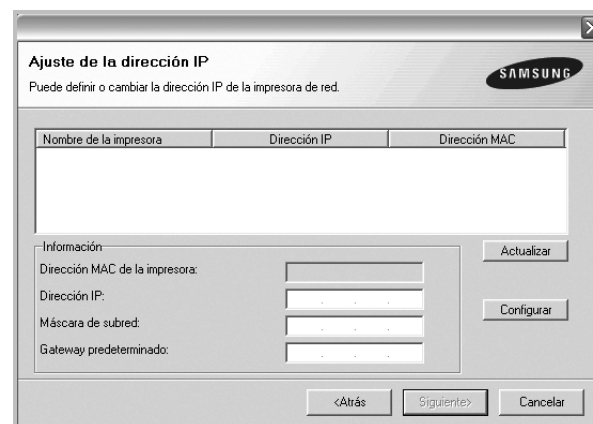 Ajuste de la dirección IP
Puede definir o cambiar la dirección IP de la impresora de red.
SAMSUNG
Nombre de la impresora Dirección IP Dirección MAC
Información
Actualizar
Dirección MAC de la impresora:
Dirección IP:
Configurar
Máscara de subred:
Gateway predeterminado:
<Atrás Siguiente> Cancelar